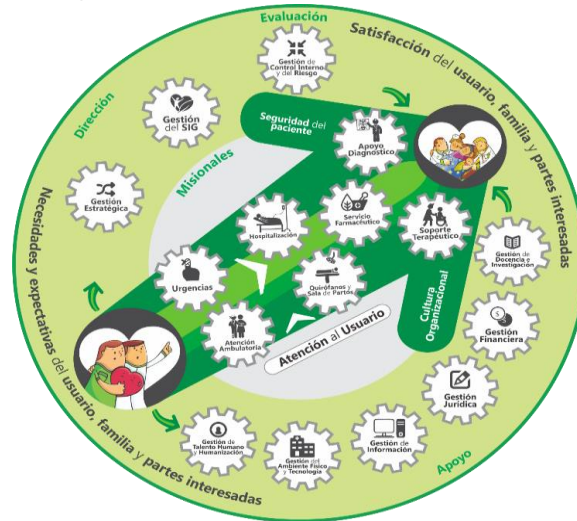 Evaluación
Satisfacción del usuario, familia y partes interesadas
Gestión de
Control Interno
y del Riesgo
Dirección
Gestión
del SIG
Seguridad del
paciente
Apoyo
Diagnóstico
Misionales
Gestión
Estratégica
Necesidades y expectativas del usuario, familia y partes interesadas
Hospitalización
Servicio
Farmacéutico
Soporte
Terapéutico
Urgencias
Quirófanos y
Sala de Partos
Gestión de
Docencia e
Investigación
Atención
Ambulatoria
Atención al Usuario
Cultura
Organizacional
Gestión
Financiera
Gestión
Jurídica
Gestión de
Talento Humano
y Humanización
Gestión del
Ambiente Físico
y Tecnología
Gestión de
Información
Apoyo